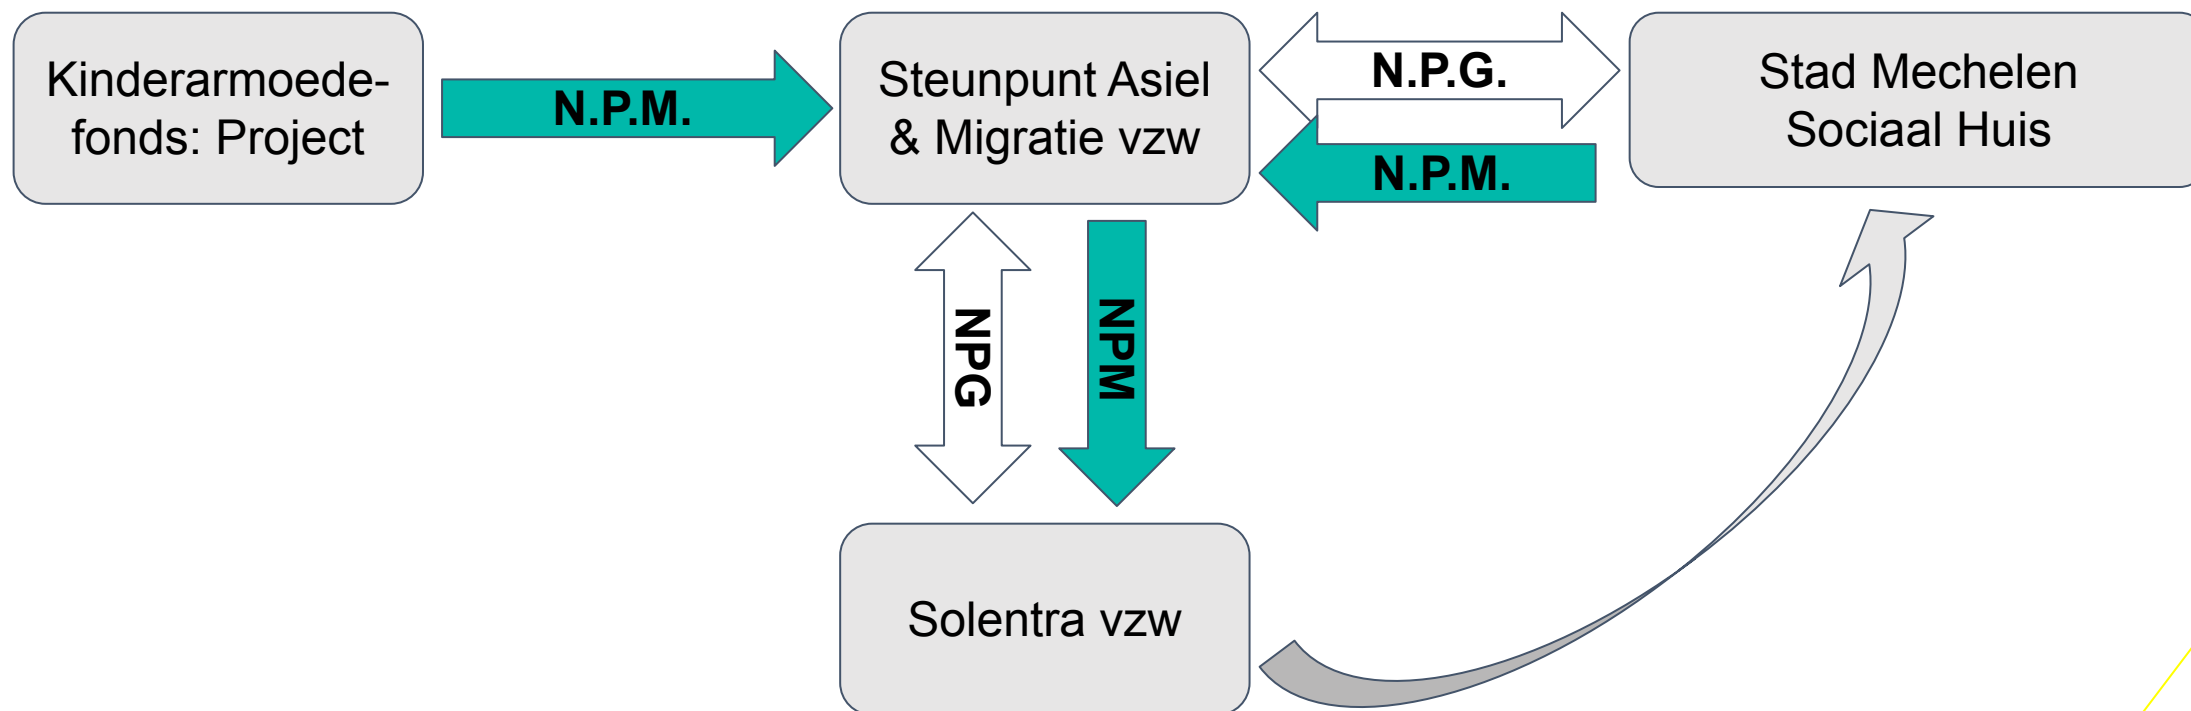 Kinderarmoede-
fonds: Project
N.P.M.
Steunpunt Asiel
& Migratie vzw
N.P.G.
N.P.M.
Stad Mechelen
Sociaal Huis
NPG
NPM
Solentra vzw